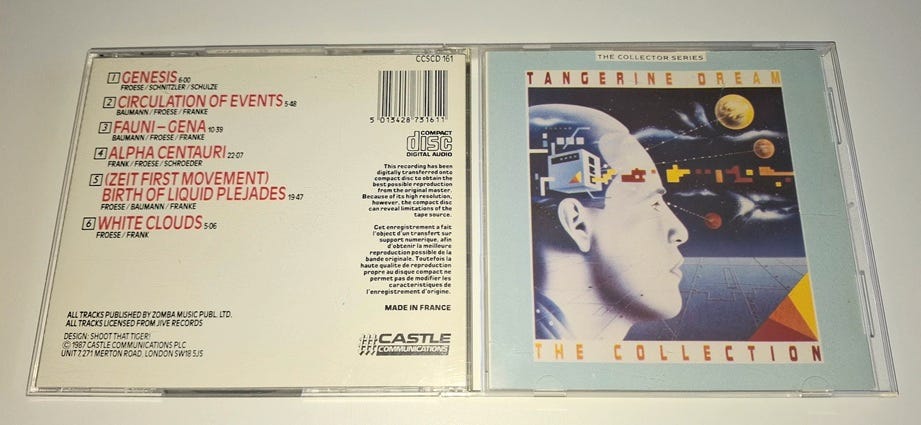 CCSCD 161
1 GENESIS 6:00
FROESE/SCHNITZLER/SCHULZE
2 CIRCULATION OF EVENTS 5:48
BAUMANN/FROESE/FRANKE
3 FAUNI-GENA 10:39
BAUMANN/FROESE/FRANKE
4 ALPHA CENTAURI 22:07
FRANK/FROESE/SCHROEDER
5 (ZEIT FIRST MOVEMENT)
BIRTH OF LIQUID PLEJADES 19:47
FROESE/BAUMANN/FRANKE
6 WHITE CLOUDS 5:06
FROESE/FRANK
5 013428 731611
COMPACT
disc
DIGITAL AUDIO
This recording has been
digitally transferred onto
compact disc to obtain the
best possible reproduction
from the original master.
Because of its high resolution,
however, the compact disc
can reveal limitations of the
tape source.
Cet enregistrement a fait
l'object d'un transfert sur
support numerique, afin
d'obtenir la meilleure
reproduction possible de la
bande originale. Toutefois la
haute qualite de reproduction
propre au disque compact ne
permet pas de modifier les
caracteristiques de
l'enregistrement d'origine.
MADE IN FRANCE
ALL TRACKS PUBLISHED BY ZOMBA MUSIC PUBL. LTD.
ALL TRACKS LICENSED FROM JIVE RECORDS
DESIGN: SHOOT THAT TIGER!
© 1987 CASTLE COMMUNICATIONS PLC
UNIT 7, 271 MERTON ROAD, LONDON SW18 5JS
CASTLE
COMMUNICATIONS
THE COLLECTOR SERIES
TANGERINE DREAM
THE COLLECTION